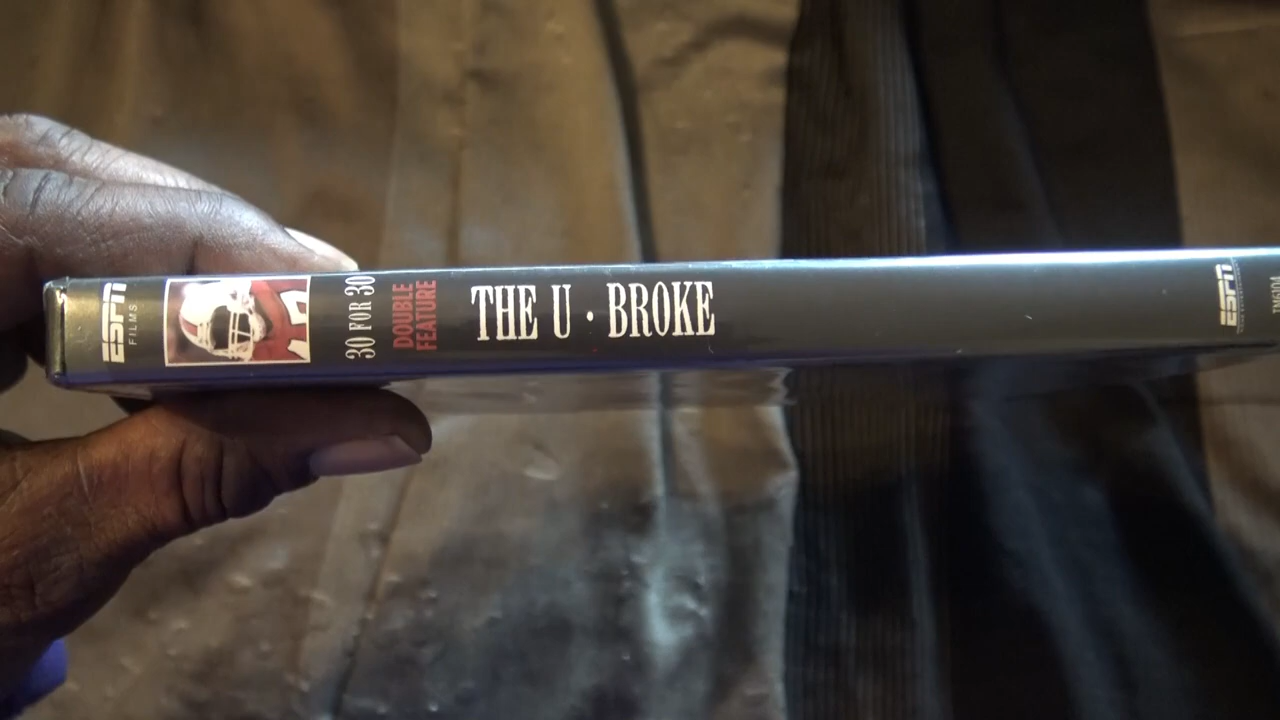 ESPN
FILMS
30 FOR 30
DOUBLE
FEATURE
THE U · BROKE
ESPN